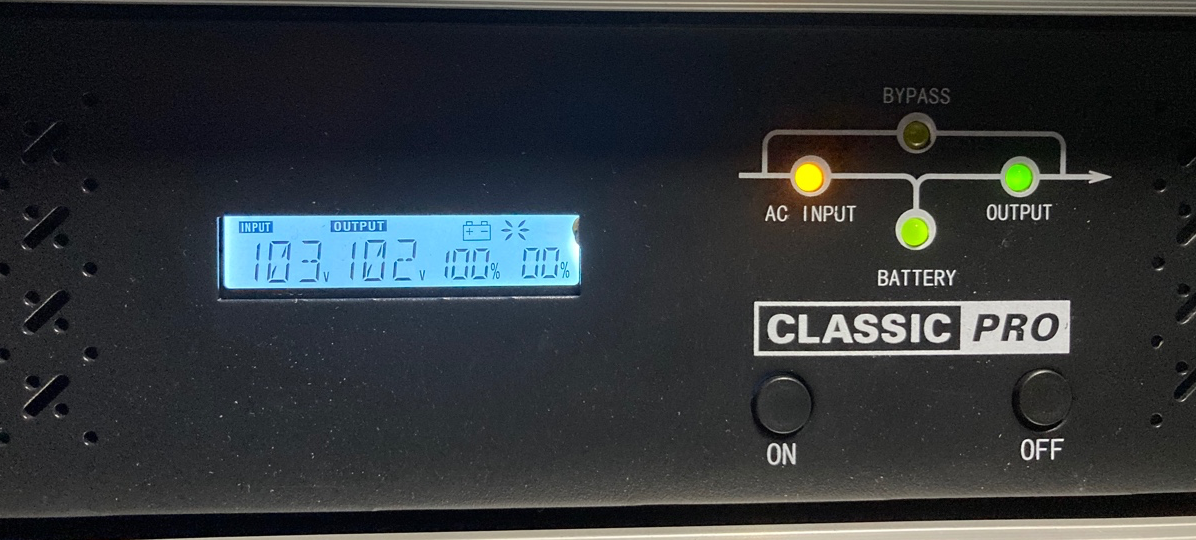 BYPASS
AC INPUT
OUTPUT
BATTERY
INPUT OUTPUT
103V 102V 100% 00%
CLASSIC PRO
ON
OFF